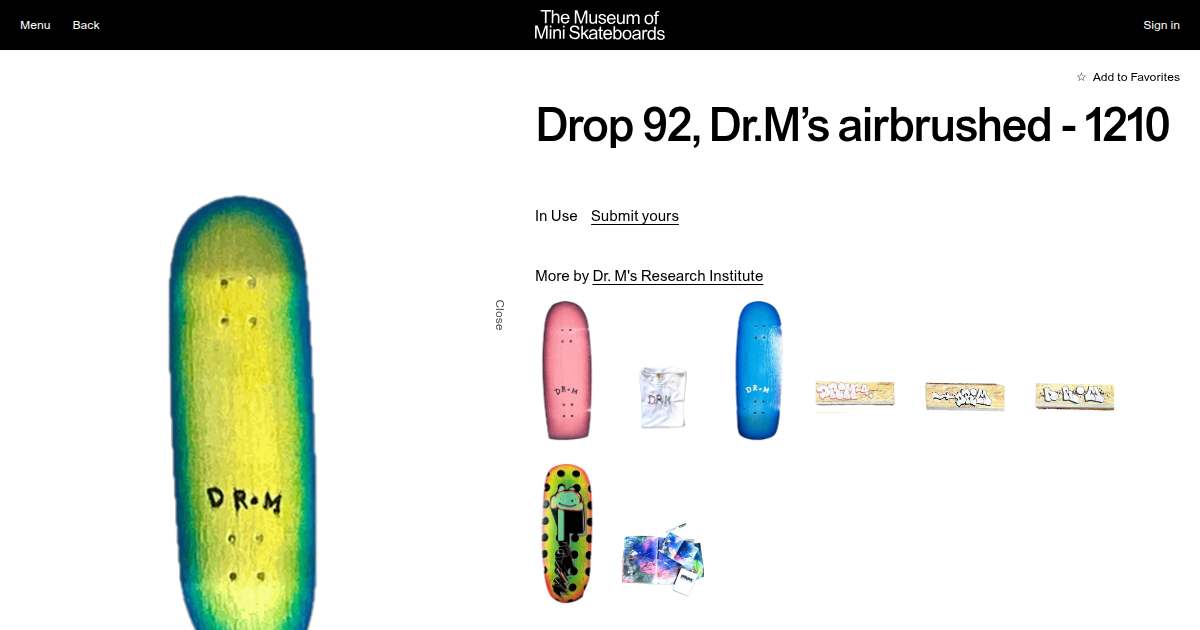 Menu
Back
The Museum of
Mini Skateboards
Sign in
☆ Add to Favorites
Drop 92, Dr.M’s airbrushed - 1210
In Use
Submit yours
More by Dr. M's Research Institute
Close
DR•M
DR•M
DRM
DR•M